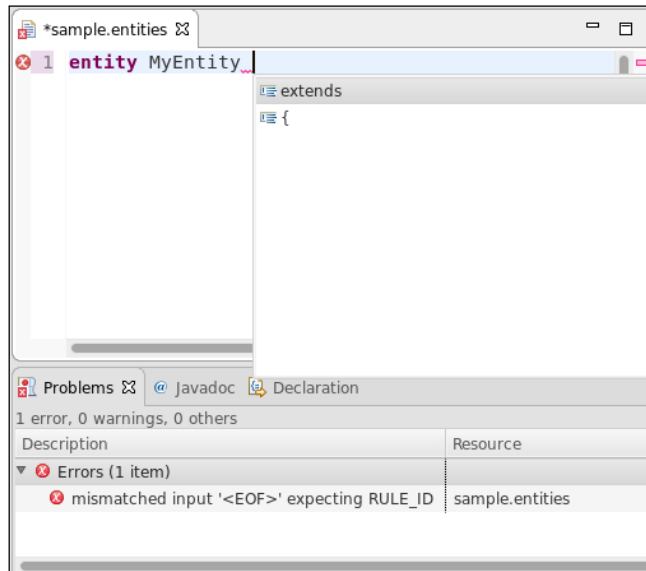 *sample.entities
1 entity MyEntity
extends
{
Problems @ Javadoc Declaration
1 error, 0 warnings, 0 others
Description Resource
Errors (1 item)
mismatched input '<EOF>' expecting RULE_ID sample.entities